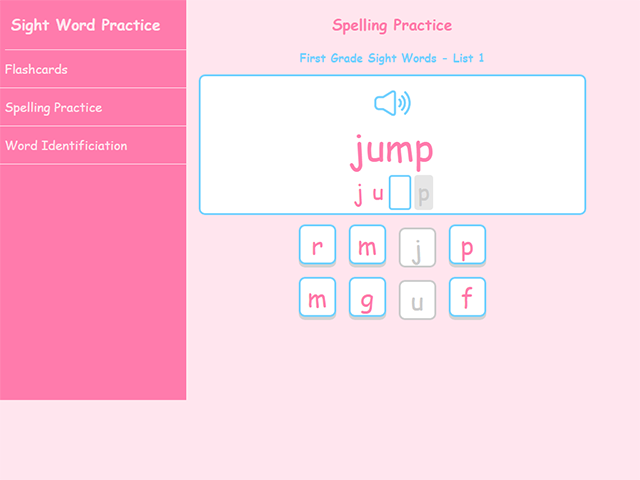 Sight Word Practice
Flashcards
Spelling Practice
Word Identificiation
Spelling Practice
First Grade Sight Words - List 1
jump
j u p
r m j p
m g u f